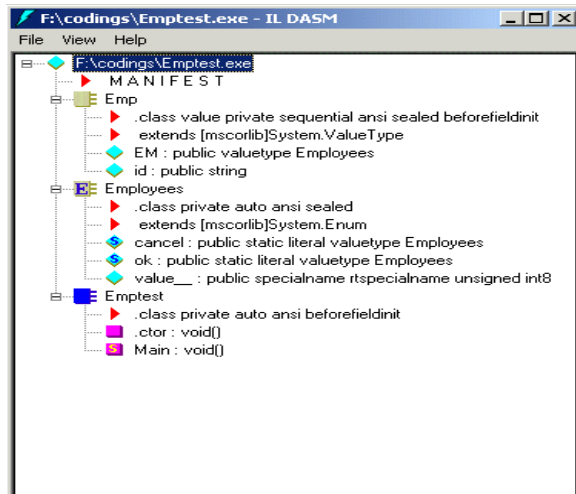 F:\codings\Emptest.exe - IL DASM
File View Help
F:\codings\Emptest.exe
M A N I F E S T
Emp
.class value private sequential ansi sealed beforefieldinit
extends [mscorlib]System.ValueType
EM : public valuetype Employees
id : public string
E Employees
.class private auto ansi sealed
extends [mscorlib]System.Enum
S cancel : public static literal valuetype Employees
S ok : public static literal valuetype Employees
value__ : public specialname rtspecialname unsigned int8
Emptest
.class private auto ansi beforefieldinit
.ctor : void()
S Main : void()